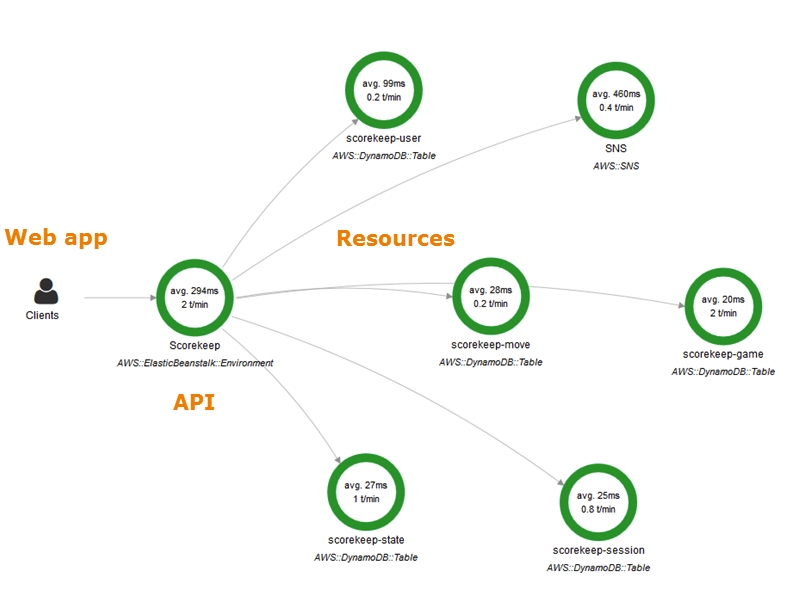 avg. 99ms
0.2 t/min
scorekeep-user
AWS::DynamoDB::Table
avg. 460ms
0.4 t/min
SNS
AWS::SNS
Web app
Resources
Clients
avg. 294ms
2 t/min
Scorekeep
AWS::ElasticBeanstalk::Environment
avg. 28ms
0.2 t/min
scorekeep-move
AWS::DynamoDB::Table
avg. 20ms
2 t/min
scorekeep-game
AWS::DynamoDB::Table
API
avg. 27ms
1 t/min
scorekeep-state
AWS::DynamoDB::Table
avg. 25ms
0.8 t/min
scorekeep-session
AWS::DynamoDB::Table